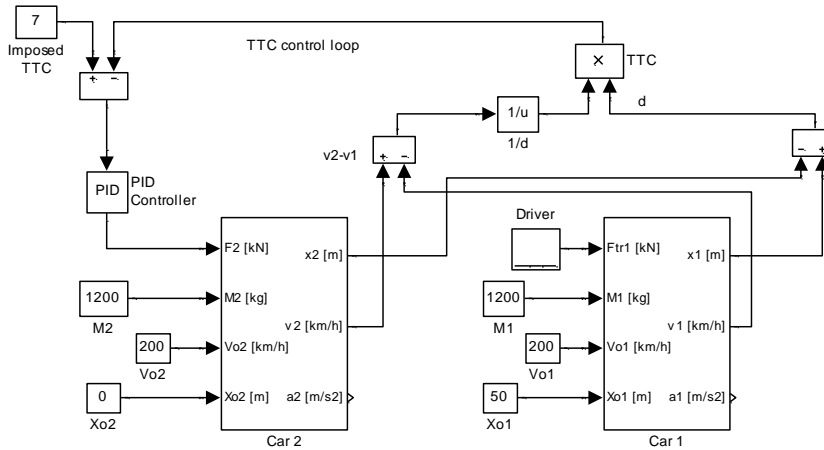 7
Imposed
TTC
TTC control loop
×
TTC
+ -
1/u
1/d
d
v2-v1
+ -
- +
PID
PID
Controller
F2 [kN]
x2 [m]
1200
M2
M2 [kg]
v2 [km/h]
200
Vo2
Vo2 [km/h]
0
Xo2
Xo2 [m]
a2 [m/s2]
Car 2
Driver
Ftr1 [kN]
x1 [m]
1200
M1
M1 [kg]
v1 [km/h]
200
Vo1
Vo1 [km/h]
50
Xo1
Xo1 [m]
a1 [m/s2]
Car 1